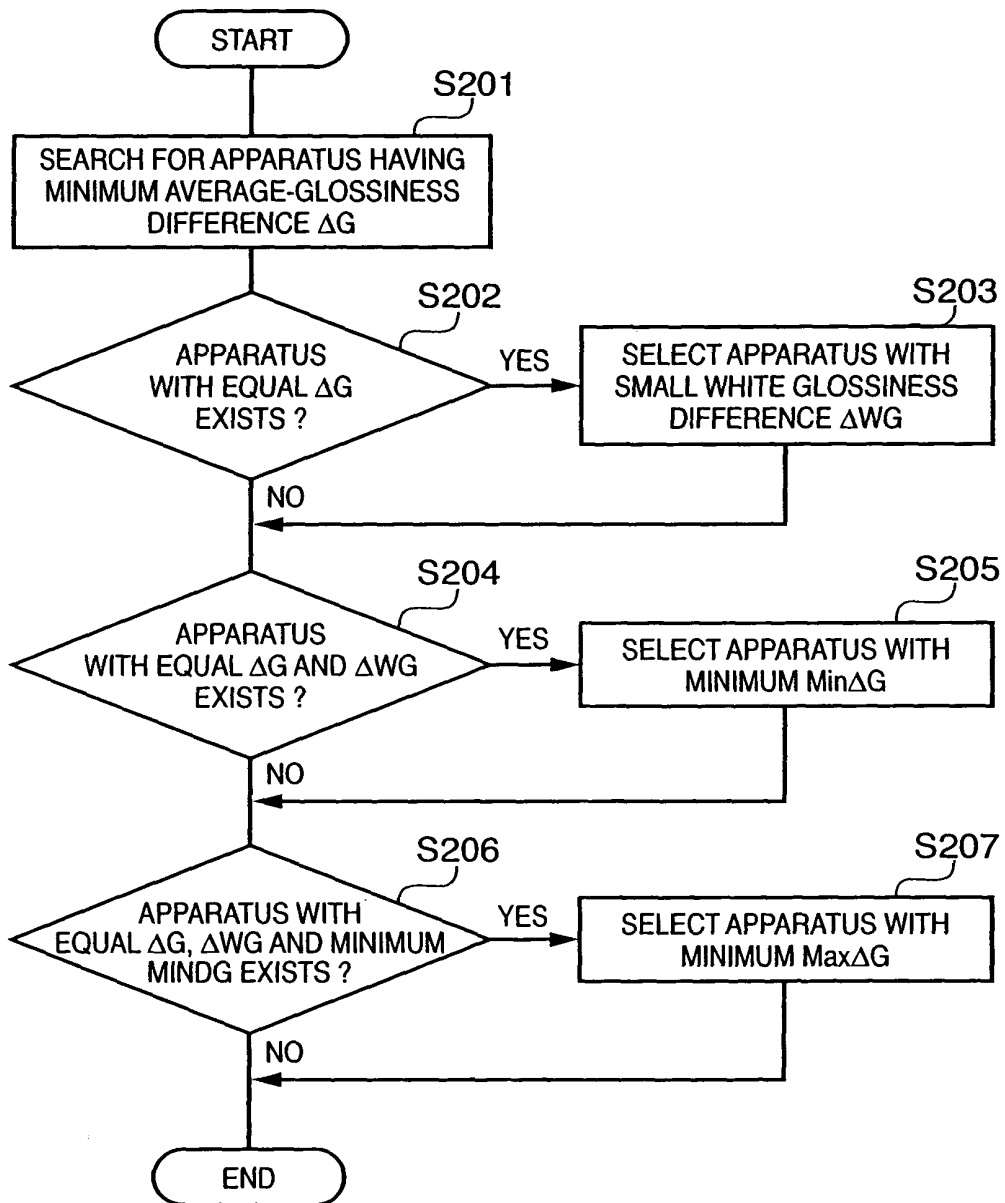 START
S201
SEARCH FOR APPARATUS HAVING
MINIMUM AVERAGE-GLOSSINESS
DIFFERENCE ΔG
S202
APPARATUS
WITH EQUAL ΔG
EXISTS ?
YES
S203
SELECT APPARATUS WITH
SMALL WHITE GLOSSINESS
DIFFERENCE ΔWG
NO
S204
APPARATUS
WITH EQUAL ΔG AND ΔWG
EXISTS ?
YES
S205
SELECT APPARATUS WITH
MINIMUM MinΔG
NO
S206
APPARATUS WITH
EQUAL ΔG, ΔWG AND MINIMUM
MINDG EXISTS ?
YES
S207
SELECT APPARATUS WITH
MINIMUM MaxΔG
NO
END